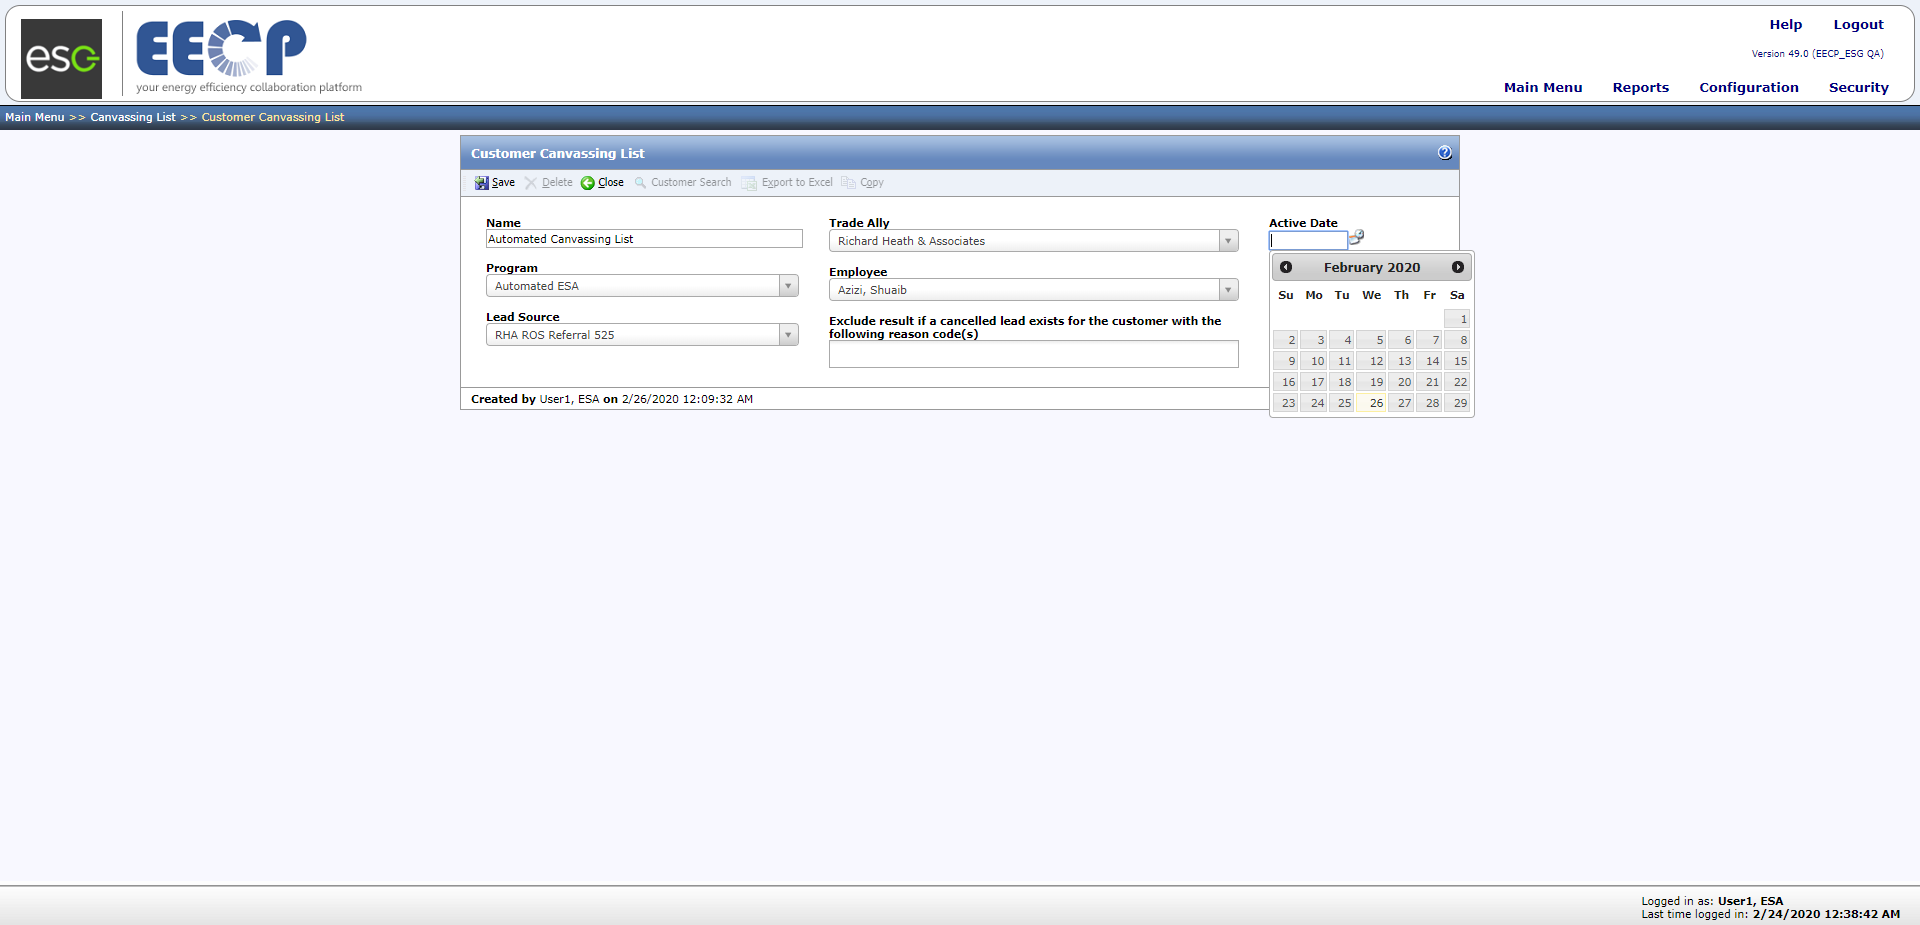 esc
EECP
your energy efficiency collaboration platform
Help Logout
Version 49.0 (EECP_ESG QA)
Main Menu Reports Configuration Security
Main Menu >> Canvassing List >> Customer Canvassing List
Customer Canvassing List
Save Delete Close Customer Search Export to Excel Copy
Name
Automated Canvassing List
Program
Automated ESA
Lead Source
RHA ROS Referral 525
Trade Ally
Richard Heath & Associates
Employee
Azizi, Shuaib
Exclude result if a cancelled lead exists for the customer with the
following reason code(s)
Active Date
February 2020
Su Mo Tu We Th Fr Sa
1
2 3 4 5 6 7 8
9 10 11 12 13 14 15
16 17 18 19 20 21 22
23 24 25 26 27 28 29
Created by User1, ESA on 2/26/2020 12:09:32 AM
Logged in as: User1, ESA
Last time logged in: 2/24/2020 12:38:42 AM